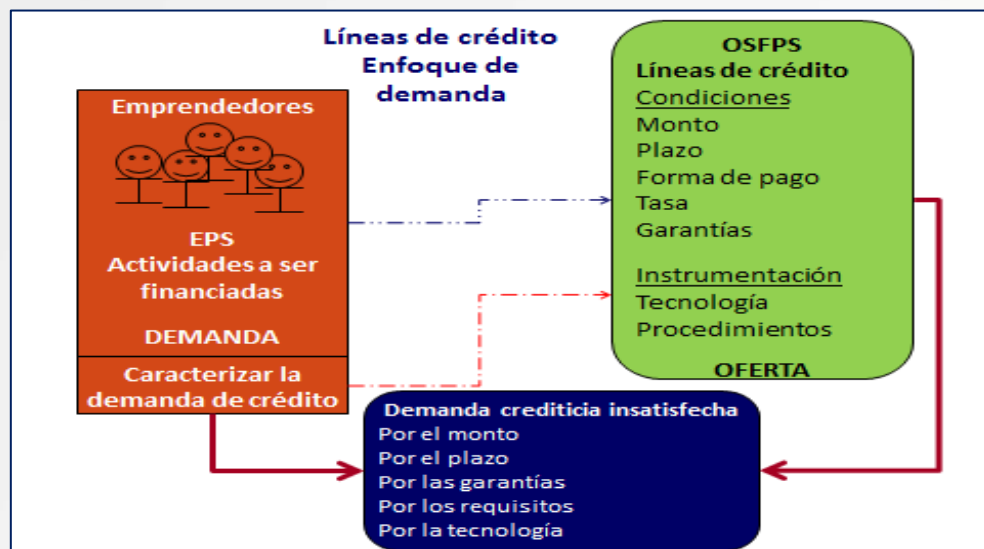 Líneas de crédito
Enfoque de
demanda
Emprendedores
EPS
Actividades a ser
financiadas
DEMANDA
Caracterizar la
demanda de crédito
OSFPS
Líneas de crédito
Condiciones
Monto
Plazo
Forma de pago
Tasa
Garantías
Instrumentación
Tecnología
Procedimientos
OFERTA
Demanda crediticia insatisfecha
Por el monto
Por el plazo
Por las garantías
Por los requisitos
Por la tecnología